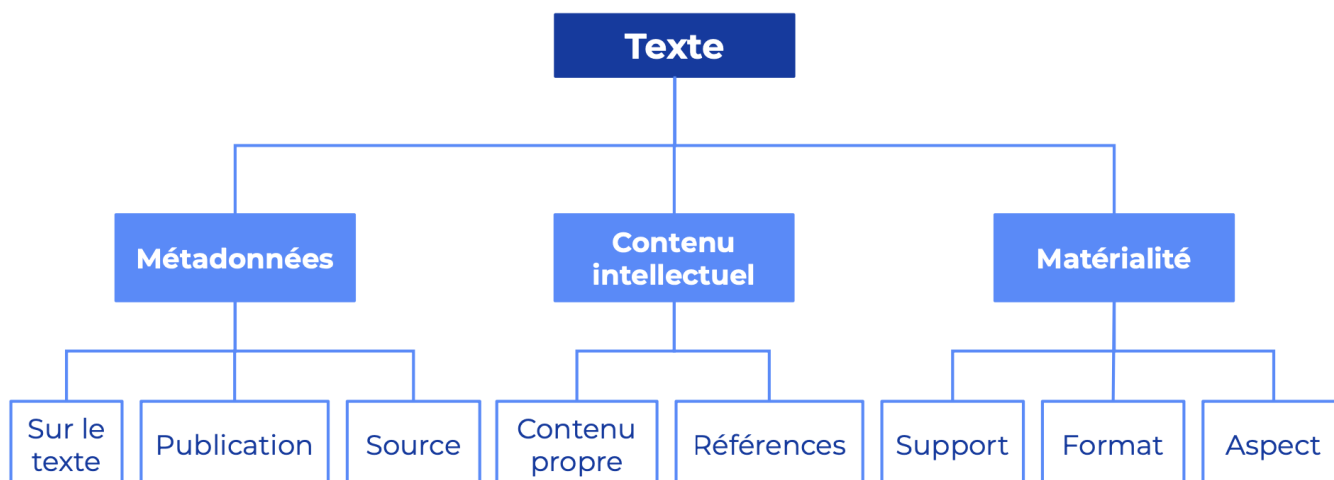 Texte
Métadonnées
Contenu
intellectuel
Matérialité
Sur le
texte
Publication
Source
Contenu
propre
Références
Support
Format
Aspect